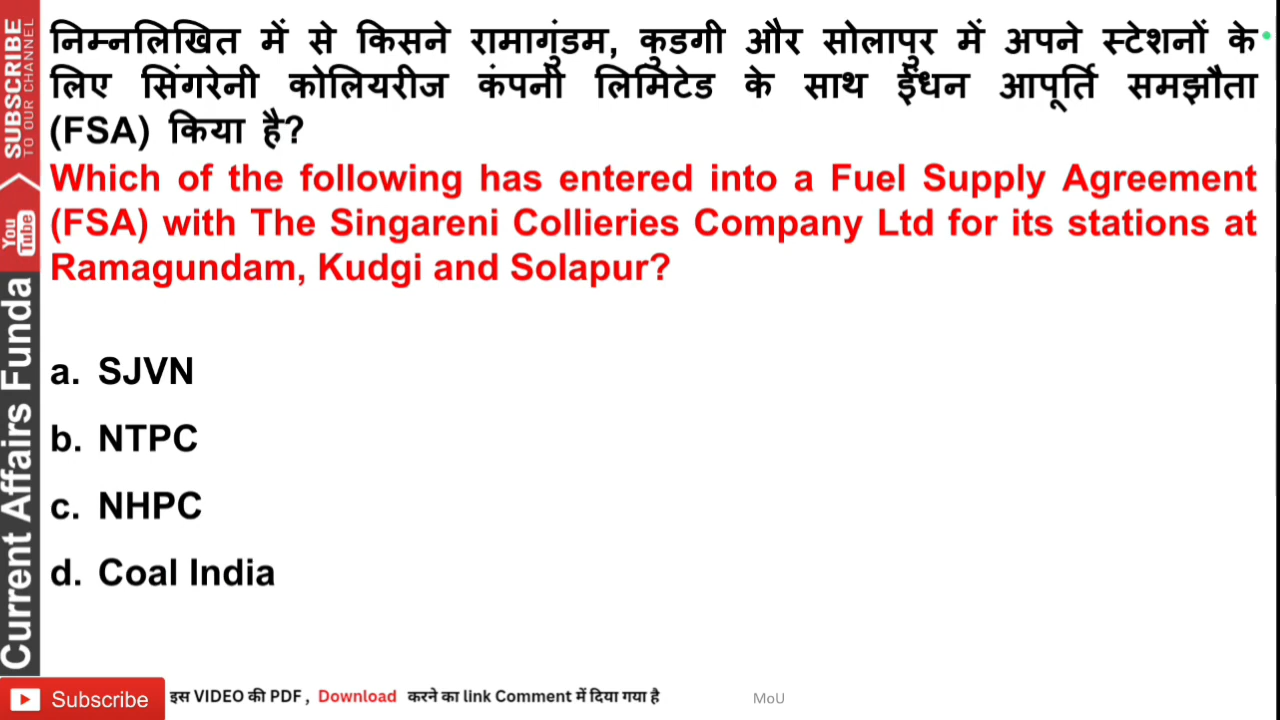 निम्नलिखित में से किसने रामागुंडम, कुडगी और सोलापुर में अपने स्टेशनों के
लिए सिंगरेनी कोलियरीज कंपनी लिमिटेड के साथ ईंधन आपूर्ति समझौता
(FSA) किया है?
Which of the following has entered into a Fuel Supply Agreement
(FSA) with The Singareni Collieries Company Ltd for its stations at
Ramagundam, Kudgi and Solapur?
a. SJVN
b. NTPC
c. NHPC
d. Coal India
SUBSCRIBE
TO OUR CHANNEL
You
Tube
Current Affairs Funda
Subscribe
इस VIDEO की PDF, Download करने का link Comment में दिया गया है
MoU